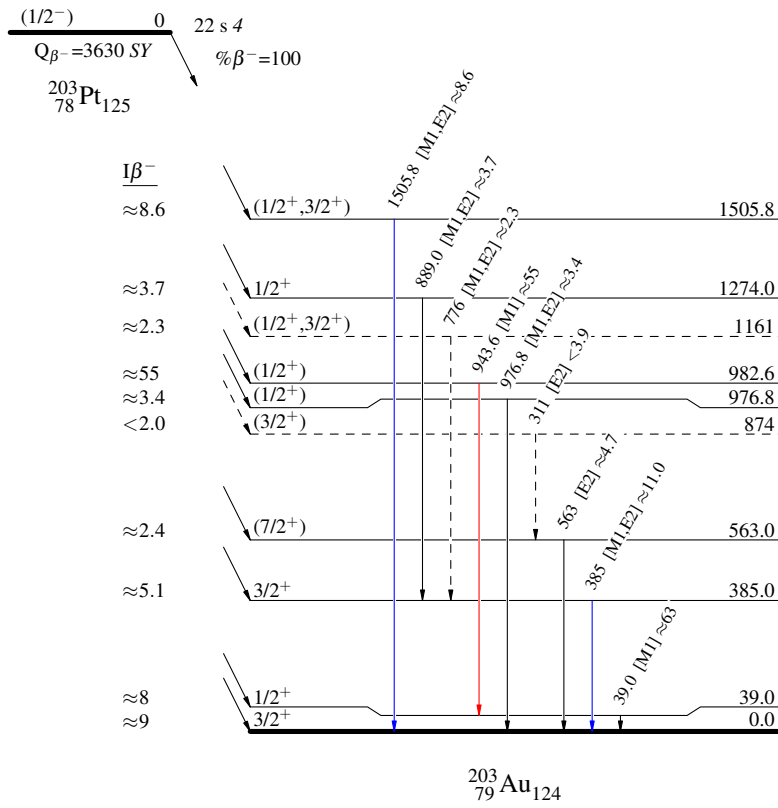 (1/2⁻) 0 22 s 4
Qβ−=3630 SY %β⁻=100
²⁰³₇₈Pt₁₂₅
Iβ⁻
1505.8 [M1,E2] ≈8.6
889.0 [M1,E2] ≈3.7
776 [M1,E2] ≈2.3
943.6 [M1] ≈55
976.8 [M1,E2] ≈3.4
311 [E2] <3.9
563 [E2] ≈4.7
385 [M1,E2] ≈11.0
39.0 [M1] ≈63
≈8.6 (1/2⁺,3/2⁺) 1505.8
≈3.7 1/2⁺ 1274.0
≈2.3 (1/2⁺,3/2⁺) 1161
≈55 (1/2⁺) 982.6
≈3.4 (1/2⁺) 976.8
<2.0 (3/2⁺) 874
≈2.4 (7/2⁺) 563.0
≈5.1 3/2⁺ 385.0
≈8 1/2⁺ 39.0
≈9 3/2⁺ 0.0
²⁰³₇₉Au₁₂₄